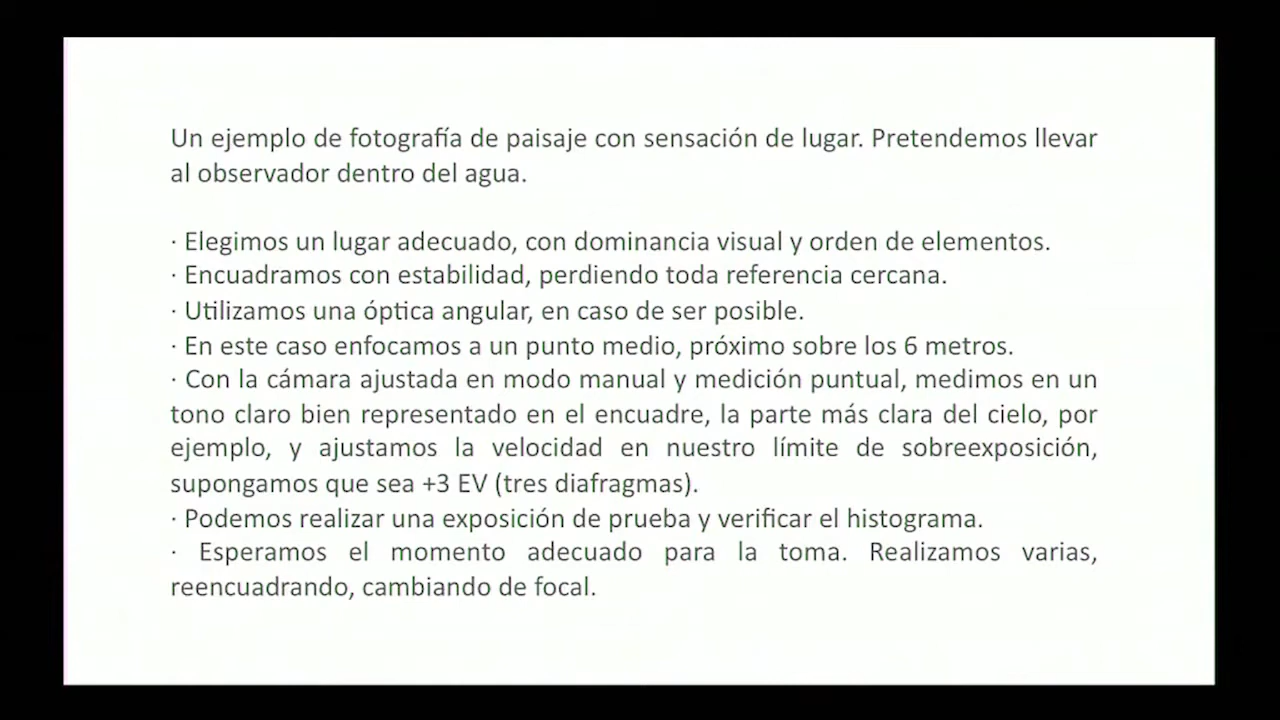 Un ejemplo de fotografía de paisaje con sensación de lugar. Pretendemos llevar
al observador dentro del agua.
· Elegimos un lugar adecuado, con dominancia visual y orden de elementos.
· Encuadramos con estabilidad, perdiendo toda referencia cercana.
· Utilizamos una óptica angular, en caso de ser posible.
· En este caso enfocamos a un punto medio, próximo sobre los 6 metros.
· Con la cámara ajustada en modo manual y medición puntual, medimos en un
tono claro bien representado en el encuadre, la parte más clara del cielo, por
ejemplo, y ajustamos la velocidad en nuestro límite de sobreexposición,
supongamos que sea +3 EV (tres diafragmas).
· Podemos realizar una exposición de prueba y verificar el histograma.
· Esperamos el momento adecuado para la toma. Realizamos varias,
reencuadrando, cambiando de focal.